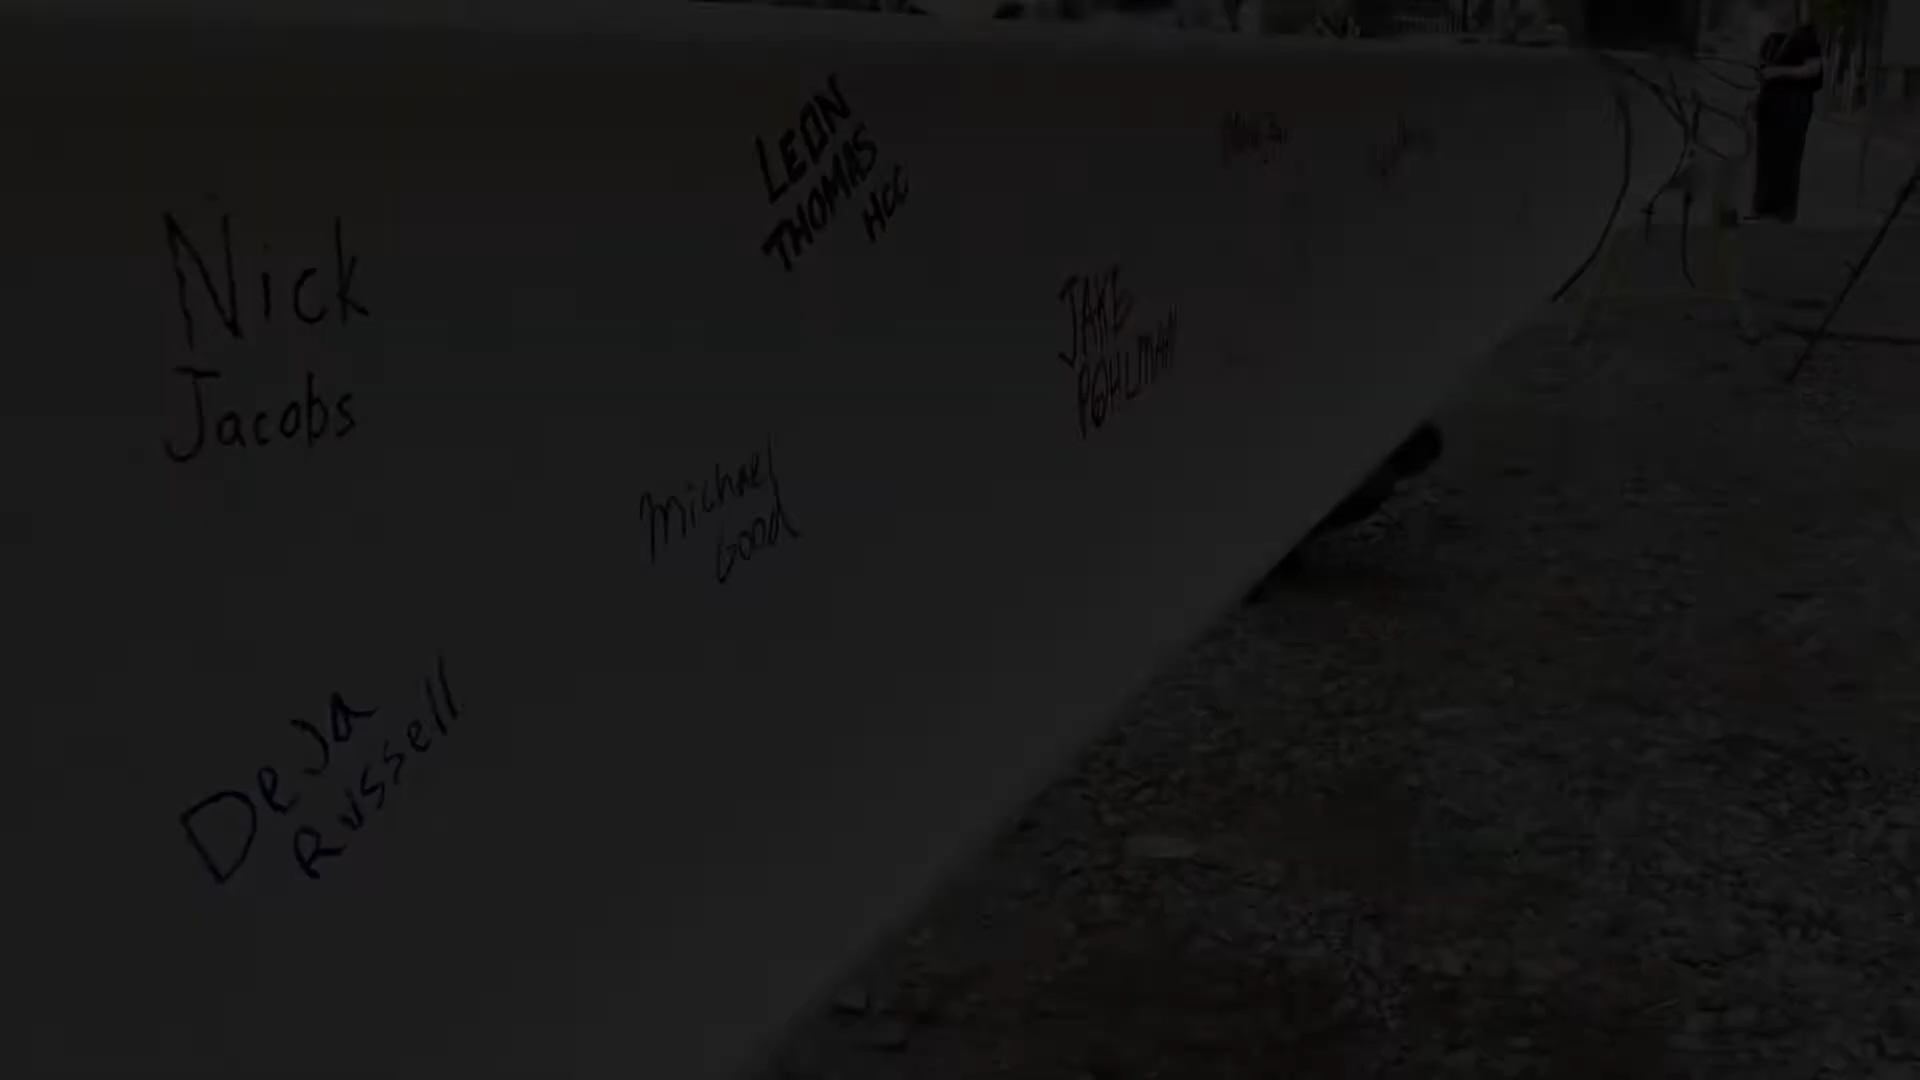 Nick
Jacobs
LEON
THOMAS
HCC
JAKE
POHLMAN
Michael
Good
DeJa
Russell